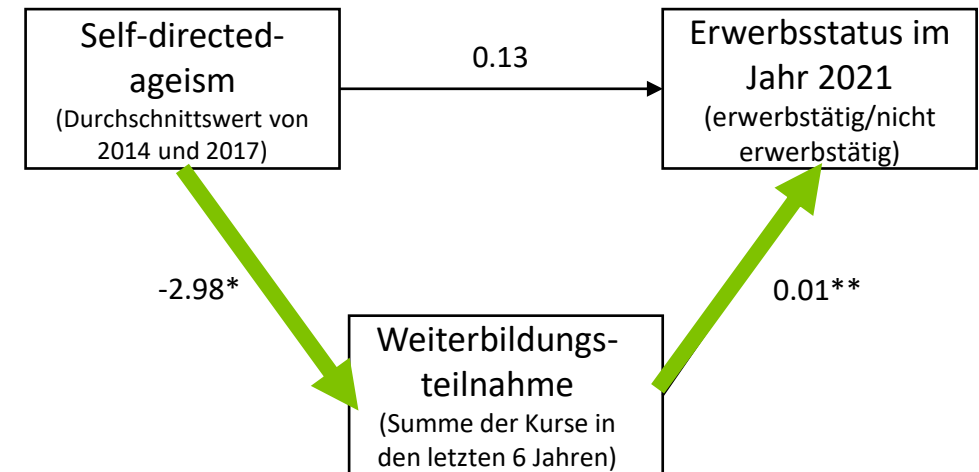 Self-directed-
ageism
(Durchschnittswert von
2014 und 2017)
0.13
Erwerbsstatus im
Jahr 2021
(erwerbstätig/nicht
erwerbstätig)
-2.98*
0.01**
Weiterbildungs-
teilnahme
(Summe der Kurse in
den letzten 6 Jahren)